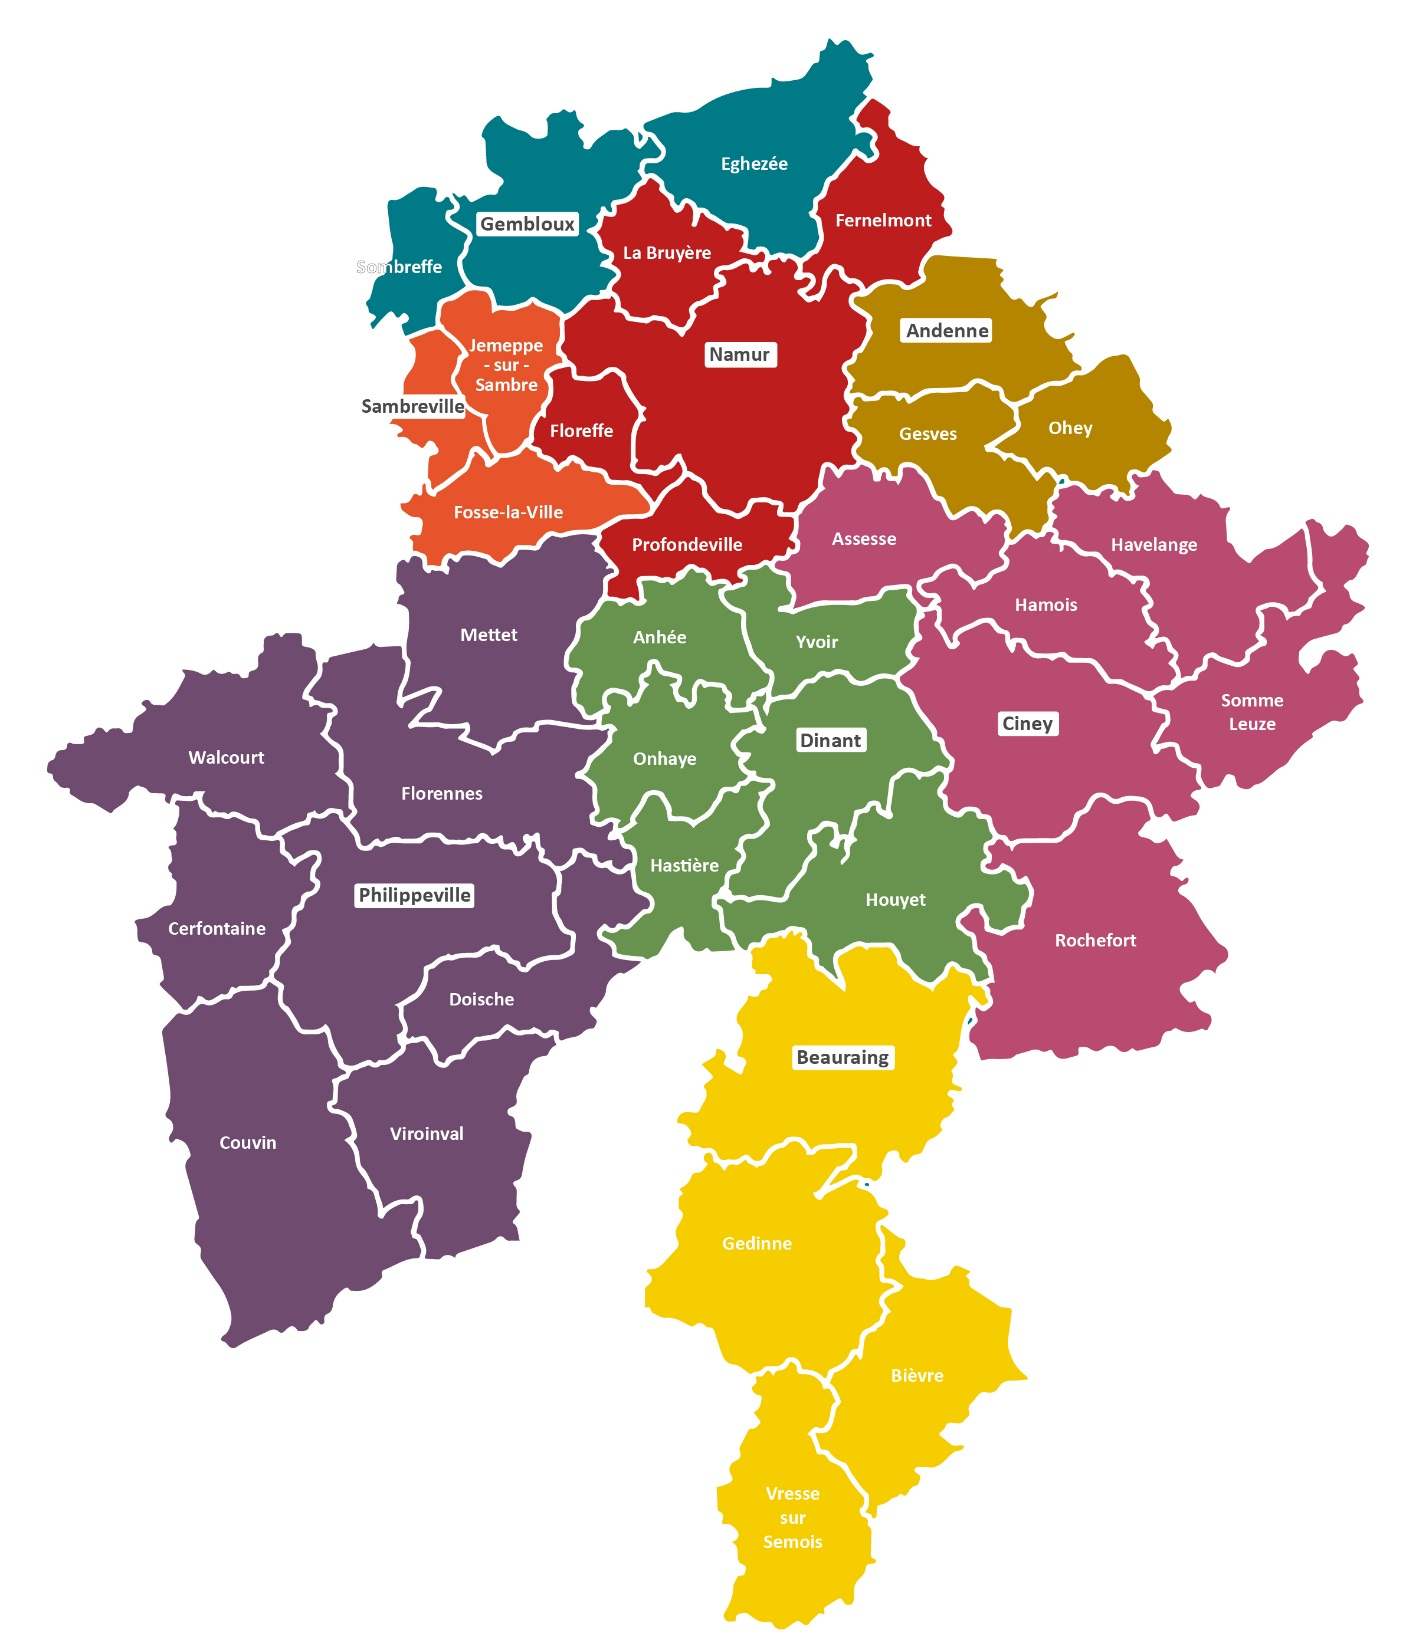 Eghezée
Fernelmont
Gembloux
La Bruyère
Sombreffe
Andenne
Jemeppe
- sur -
Sambre
Namur
Sambreville
Floreffe
Gesves
Ohey
Fosse-la-Ville
Profondeville
Assesse
Havelange
Hamois
Mettet
Anhée
Yvoir
Somme
Leuze
Ciney
Dinant
Walcourt
Onhaye
Florennes
Hastière
Philippeville
Houyet
Cerfontaine
Rochefort
Doische
Beauraing
Viroinval
Couvin
Gedinne
Bièvre
Vresse
sur
Semois